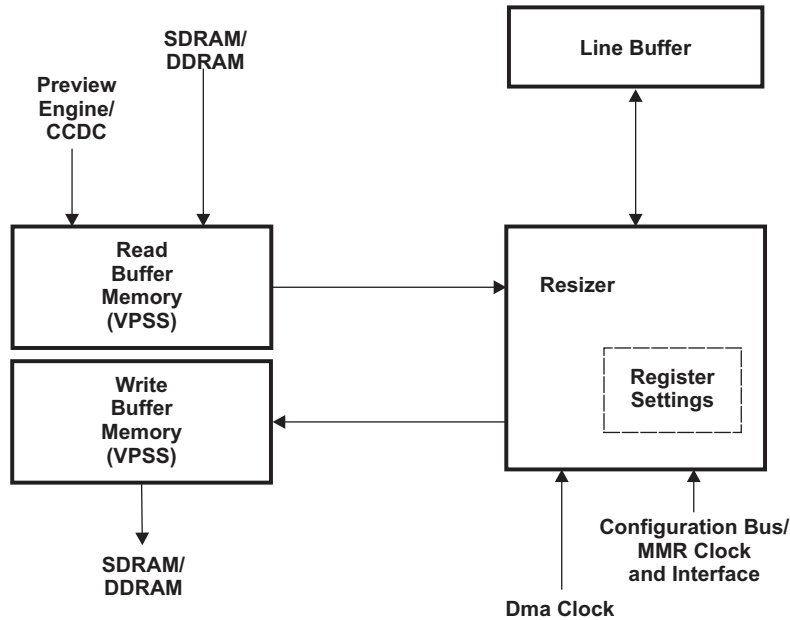 SDRAM/
DDRAM
Line Buffer
Preview
Engine/
CCDC
Read
Buffer
Memory
(VPSS)
Resizer
Register
Settings
Write
Buffer
Memory
(VPSS)
Configuration Bus/
MMR Clock
and Interface
SDRAM/
DDRAM
Dma Clock